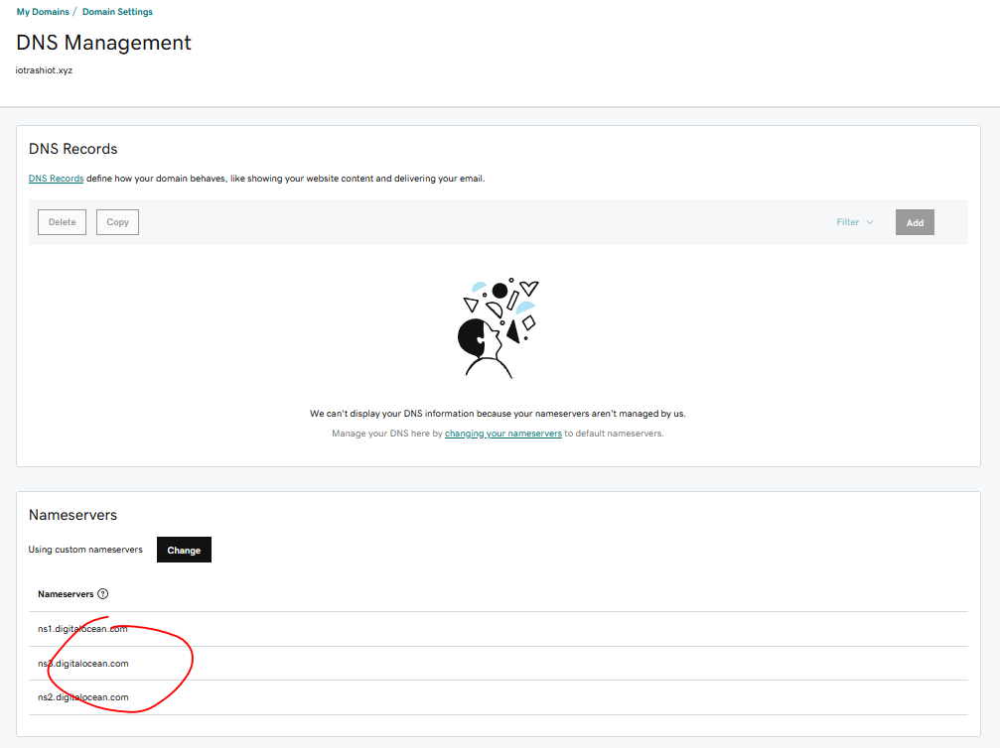 My Domains / Domain Settings
DNS Management
iotrashiot.xyz
DNS Records
DNS Records define how your domain behaves, like showing your website content and delivering your email.
Delete Copy Filter Add
We can't display your DNS information because your nameservers aren't managed by us.
Manage your DNS here by changing your nameservers to default nameservers.
Nameservers
Using custom nameservers Change
Nameservers ?
ns1.digitalocean.com
ns3.digitalocean.com
ns2.digitalocean.com